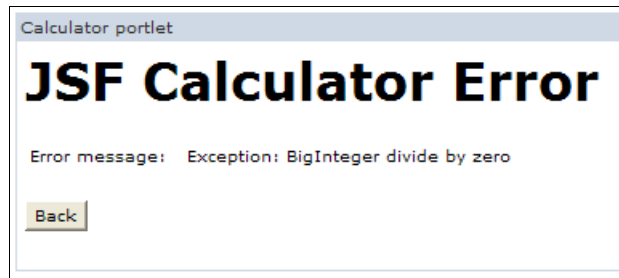 Calculator portlet
JSF Calculator Error
Error message: Exception: BigInteger divide by zero
Back